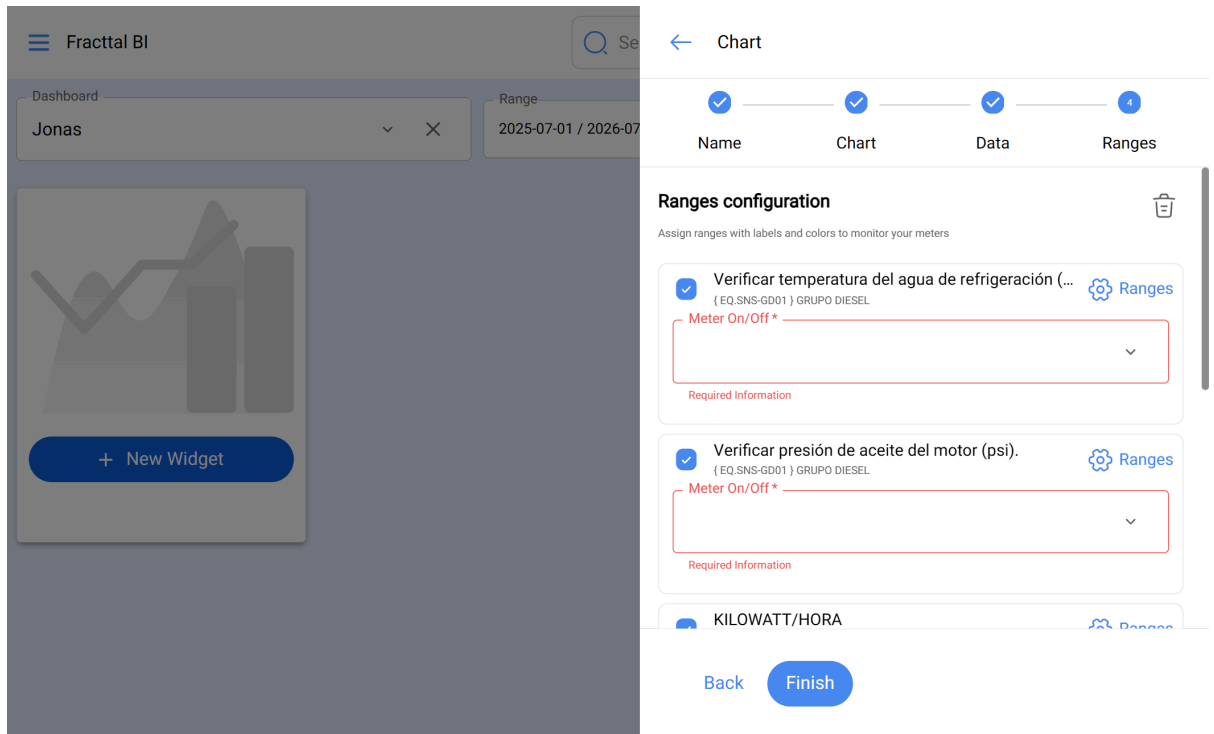 Fracttal BI
Dashboard
Jonas
Range
2025-07-01 / 2026-07
+ New Widget
Chart
4
Name
Chart
Data
Ranges
Ranges configuration
Assign ranges with labels and colors to monitor your meters
Verificar temperatura del agua de refrigeración (...
Ranges
{ EQ.SNS-GD01 } GRUPO DIESEL
Meter On/Off *
Required Information
Verificar presión de aceite del motor (psi).
Ranges
{ EQ.SNS-GD01 } GRUPO DIESEL
Meter On/Off *
Required Information
KILOWATT/HORA
Ranges
Back
Finish